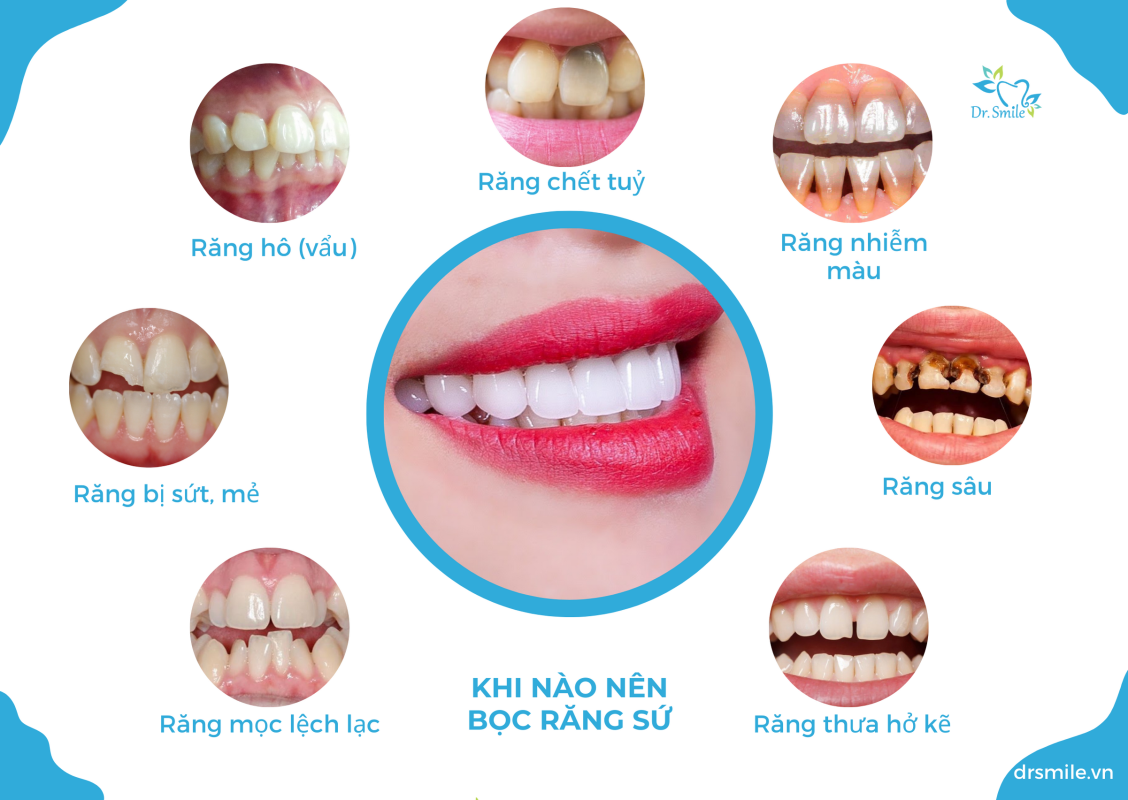 Dr. Smile
Răng chết tuỷ
Răng hô (vẩu)
Răng nhiễm
màu
Răng bị sứt, mẻ
Răng sâu
Răng mọc lệch lạc
KHI NÀO NÊN
BỌC RĂNG SỨ
Răng thưa hở kẽ
drsmile.vn